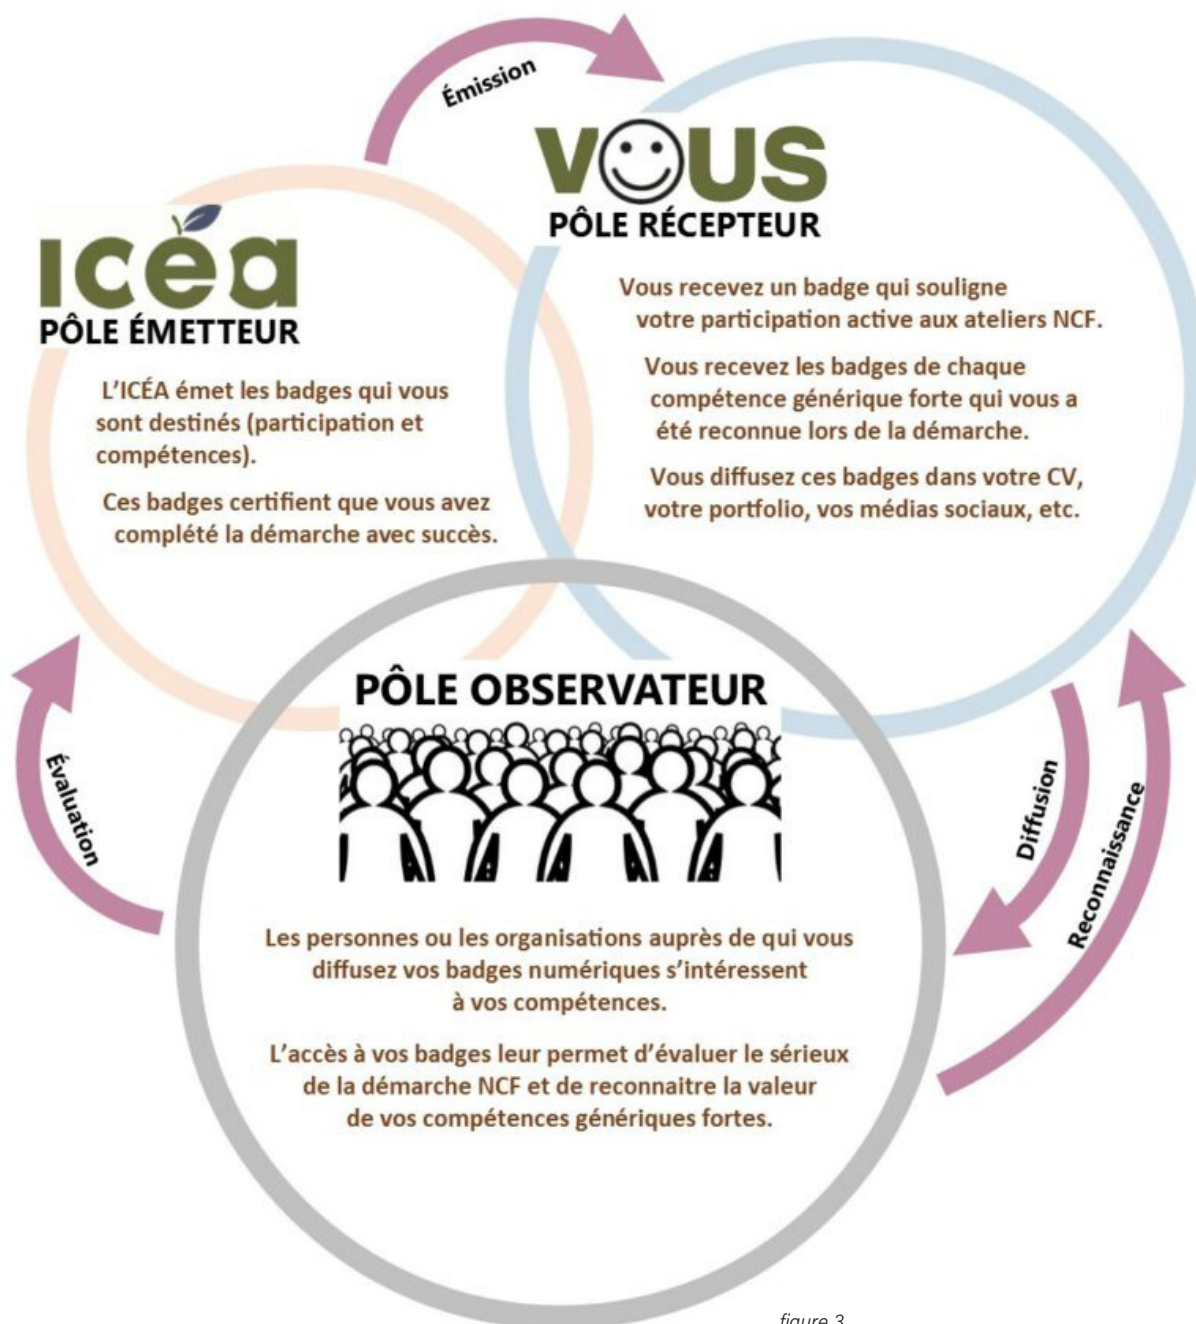 Émission
VOUS
PÔLE RÉCEPTEUR
Vous recevez un badge qui souligne
votre participation active aux ateliers NCF.
Vous recevez les badges de chaque
compétence générique forte qui vous a
été reconnue lors de la démarche.
Vous diffusez ces badges dans votre CV,
votre portfolio, vos médias sociaux, etc.
icéa
PÔLE ÉMETTEUR
L'ICÉA émet les badges qui vous
sont destinés (participation et
compétences).
Ces badges certifient que vous avez
complété la démarche avec succès.
PÔLE OBSERVATEUR
Les personnes ou les organisations auprès de qui vous
diffusez vos badges numériques s'intéressent
à vos compétences.
L'accès à vos badges leur permet d'évaluer le sérieux
de la démarche NCF et de reconnaitre la valeur
de vos compétences génériques fortes.
Évaluation
Diffusion
Reconnaissance
figure 3